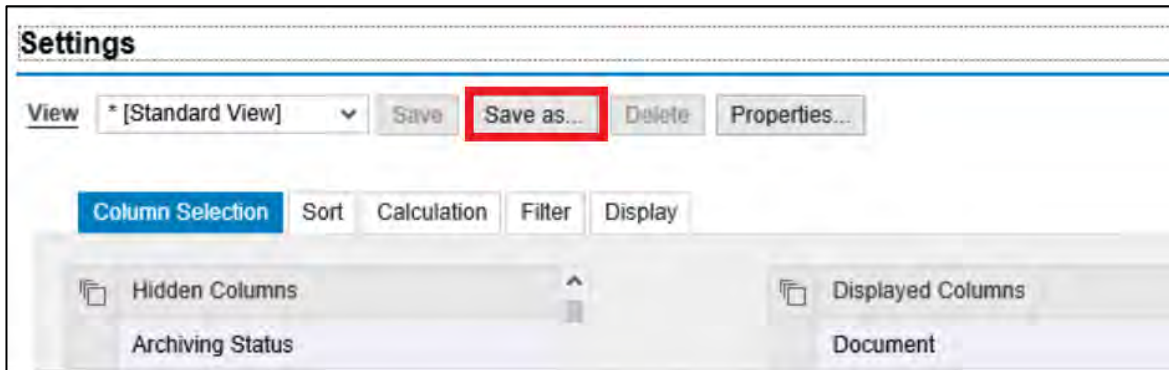 Settings
View * [Standard View] Save Save as... Delete Properties...
Column Selection Sort Calculation Filter Display
Hidden Columns Displayed Columns
Archiving Status Document